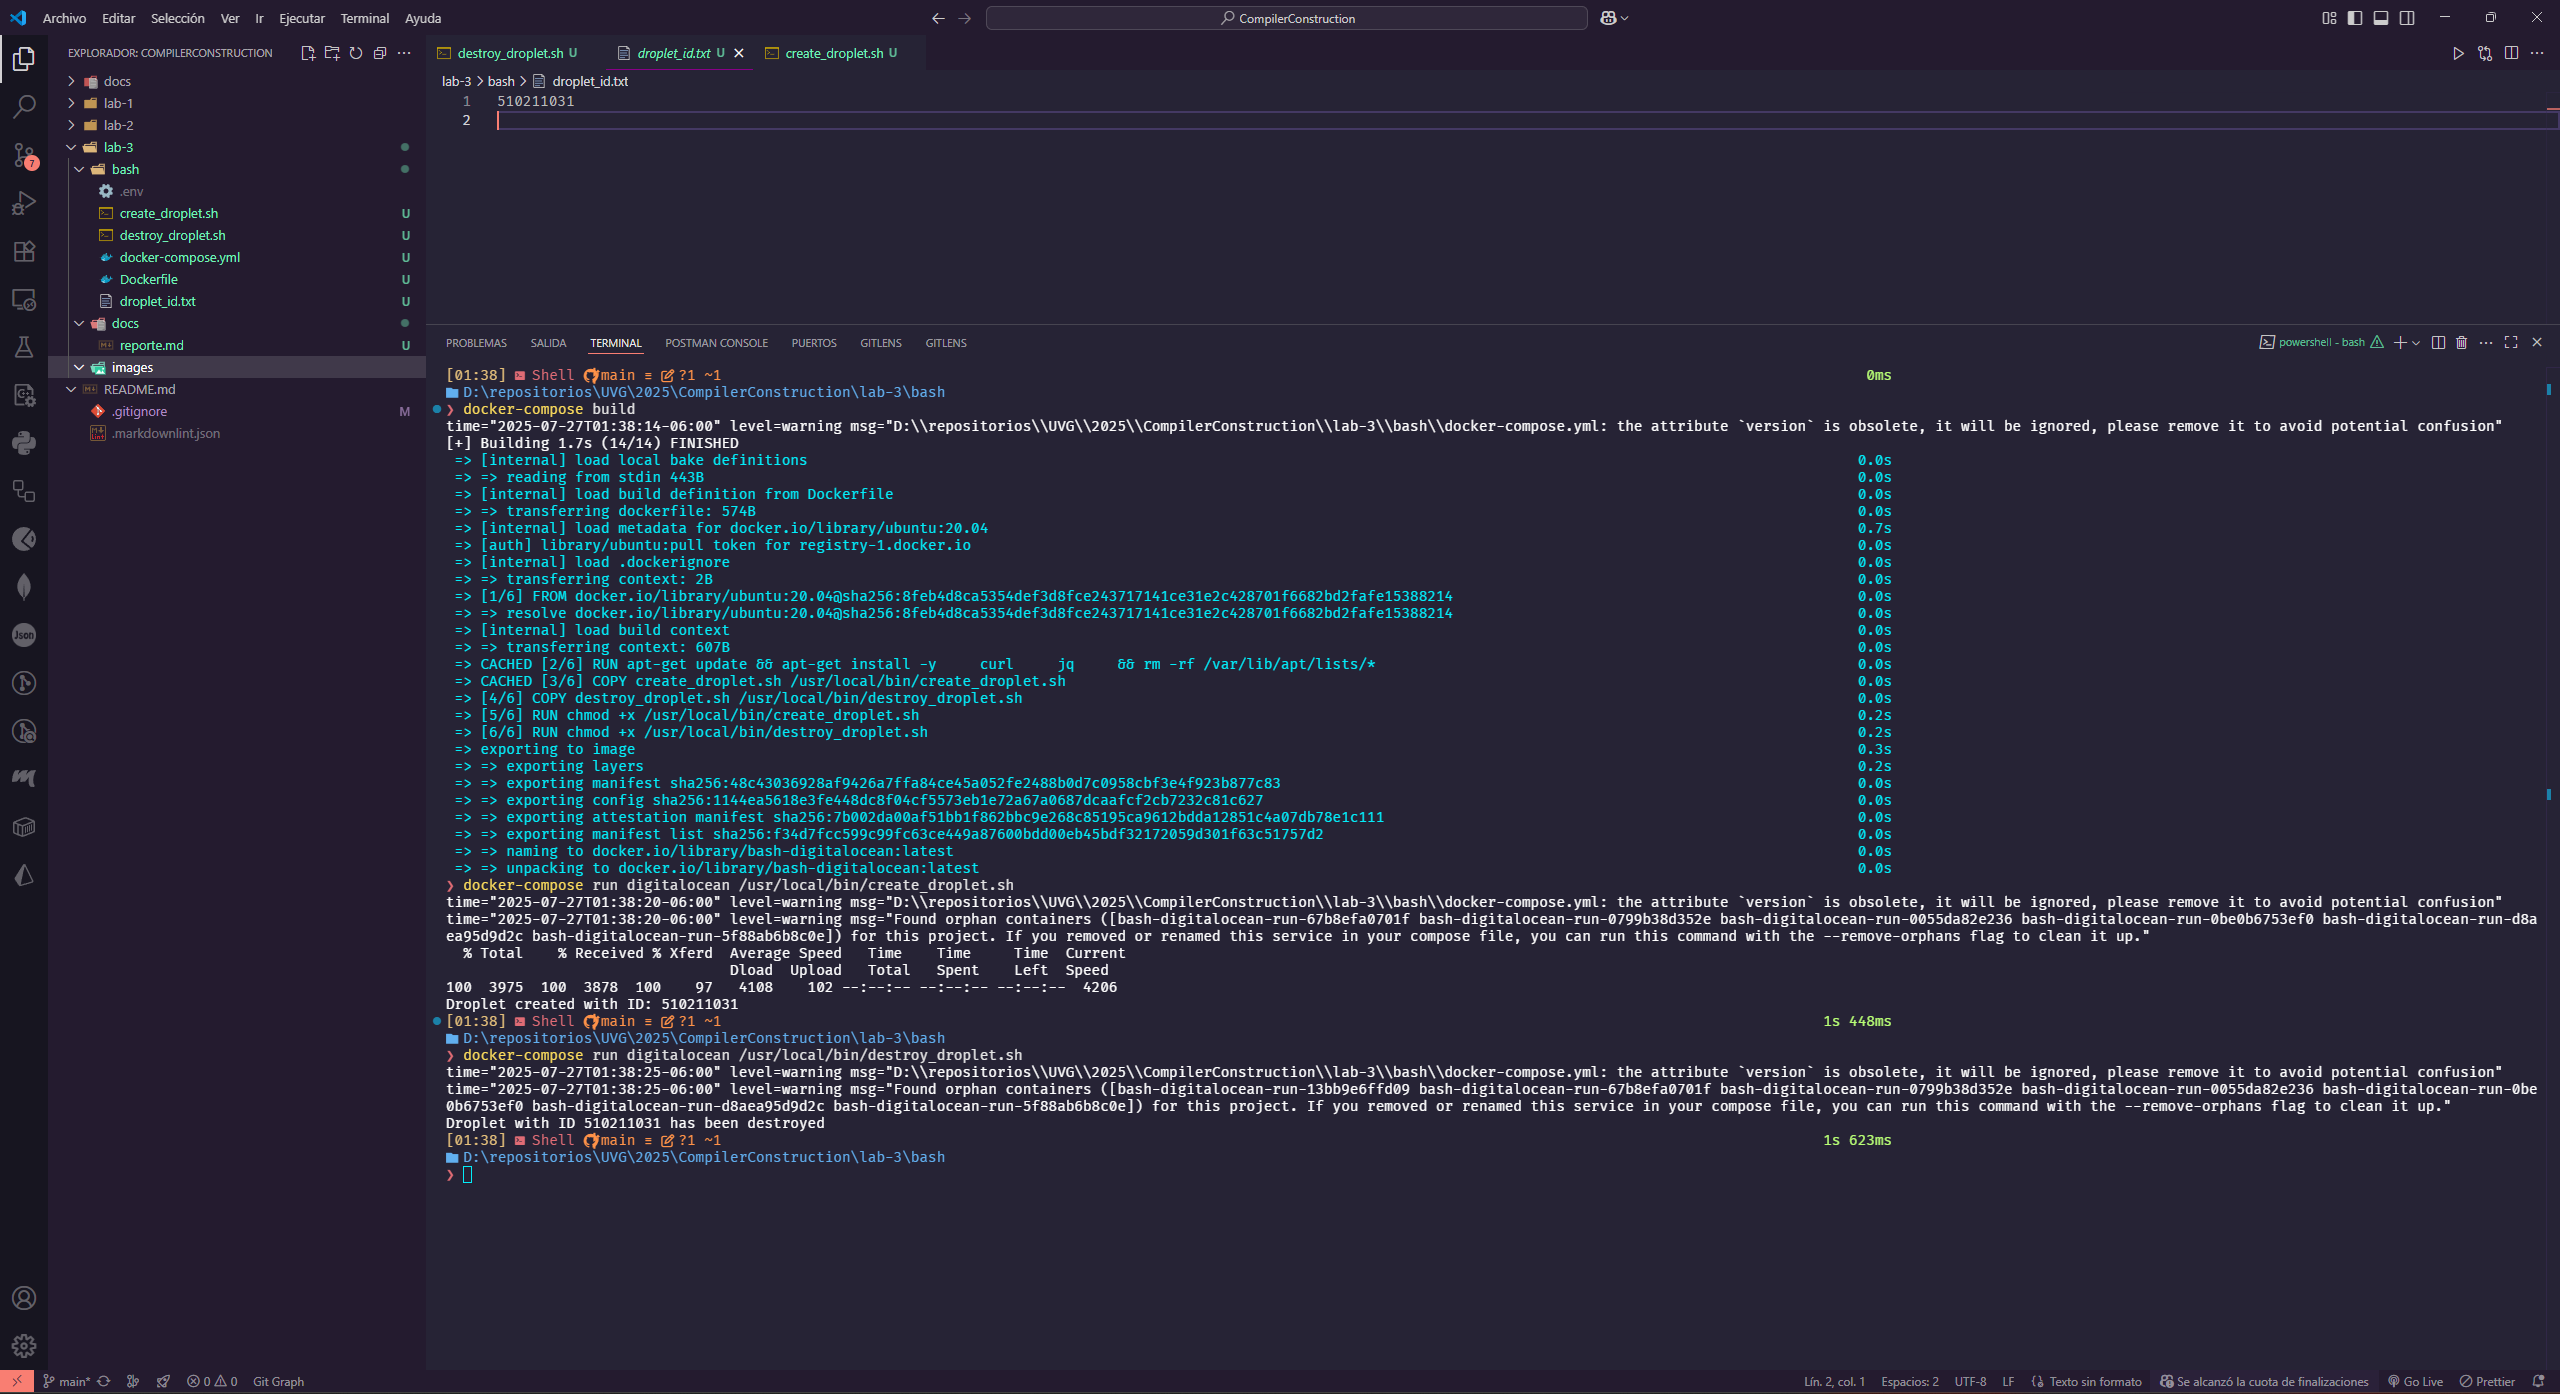 Archivo Editar Selección Ver Ir Ejecutar Terminal Ayuda
CompilerConstruction
EXPLORADOR: COMPILERCONSTRUCTION
docs
lab-1
lab-2
lab-3
bash
.env
create_droplet.sh U
destroy_droplet.sh U
docker-compose.yml U
Dockerfile U
droplet_id.txt U
docs
reporte.md U
images
README.md
.gitignore M
.markdownlint.json
7
Json
destroy_droplet.sh U droplet_id.txt U create_droplet.sh U
lab-3 > bash > droplet_id.txt
1 510211031
2
PROBLEMAS SALIDA TERMINAL POSTMAN CONSOLE PUERTOS GITLENS GITLENS
powershell - bash
[01:38] Shell main ≡ ?1 ~1 0ms
D:\repositorios\UVG\2025\CompilerConstruction\lab-3\bash
❯ docker-compose build
time="2025-07-27T01:38:14-06:00" level=warning msg="D:\\repositorios\\UVG\\2025\\CompilerConstruction\\lab-3\\bash\\docker-compose.yml: the attribute `version` is obsolete, it will be ignored, please remove it to avoid potential confusion"
[+] Building 1.7s (14/14) FINISHED
=> [internal] load local bake definitions 0.0s
=> => reading from stdin 443B 0.0s
=> [internal] load build definition from Dockerfile 0.0s
=> => transferring dockerfile: 574B 0.0s
=> [internal] load metadata for docker.io/library/ubuntu:20.04 0.7s
=> [auth] library/ubuntu:pull token for registry-1.docker.io 0.0s
=> [internal] load .dockerignore 0.0s
=> => transferring context: 2B 0.0s
=> [1/6] FROM docker.io/library/ubuntu:20.04@sha256:8feb4d8ca5354def3d8fce243717141ce31e2c428701f6682bd2fafe15388214 0.0s
=> => resolve docker.io/library/ubuntu:20.04@sha256:8feb4d8ca5354def3d8fce243717141ce31e2c428701f6682bd2fafe15388214 0.0s
=> [internal] load build context 0.0s
=> => transferring context: 607B 0.0s
=> CACHED [2/6] RUN apt-get update && apt-get install -y curl jq && rm -rf /var/lib/apt/lists/* 0.0s
=> CACHED [3/6] COPY create_droplet.sh /usr/local/bin/create_droplet.sh 0.0s
=> [4/6] COPY destroy_droplet.sh /usr/local/bin/destroy_droplet.sh 0.0s
=> [5/6] RUN chmod +x /usr/local/bin/create_droplet.sh 0.2s
=> [6/6] RUN chmod +x /usr/local/bin/destroy_droplet.sh 0.2s
=> exporting to image 0.3s
=> => exporting layers 0.2s
=> => exporting manifest sha256:48c43036928af9426a7ffa84ce45a052fe2488b0d7c0958cbf3e4f923b877c83 0.0s
=> => exporting config sha256:1144ea5618e3fe448dc8f04cf5573eb1e72a67a0687dcaafcf2cb7232c81c627 0.0s
=> => exporting attestation manifest sha256:7b002da00af51bb1f862bbc9e268c85195ca9612bdda12851c4a07db78e1c111 0.0s
=> => exporting manifest list sha256:f34d7fcc599c99fc63ce449a87600bdd00eb45bdf32172059d301f63c51757d2 0.0s
=> => naming to docker.io/library/bash-digitalocean:latest 0.0s
=> => unpacking to docker.io/library/bash-digitalocean:latest 0.0s
❯ docker-compose run digitalocean /usr/local/bin/create_droplet.sh
time="2025-07-27T01:38:20-06:00" level=warning msg="D:\\repositorios\\UVG\\2025\\CompilerConstruction\\lab-3\\bash\\docker-compose.yml: the attribute `version` is obsolete, it will be ignored, please remove it to avoid potential confusion"
time="2025-07-27T01:38:20-06:00" level=warning msg="Found orphan containers ([bash-digitalocean-run-67b8efa0701f bash-digitalocean-run-0799b38d352e bash-digitalocean-run-0055da82e236 bash-digitalocean-run-0be0b6753ef0 bash-digitalocean-run-d8a
ea95d9d2c bash-digitalocean-run-5f88ab6b8c0e]) for this project. If you removed or renamed this service in your compose file, you can run this command with the --remove-orphans flag to clean it up."
% Total % Received % Xferd Average Speed Time Time Time Current
Dload Upload Total Spent Left Speed
100 3975 100 3878 100 97 4108 102 --:--:-- --:--:-- --:--:-- 4206
Droplet created with ID: 510211031
[01:38] Shell main ≡ ?1 ~1 1s 448ms
D:\repositorios\UVG\2025\CompilerConstruction\lab-3\bash
❯ docker-compose run digitalocean /usr/local/bin/destroy_droplet.sh
time="2025-07-27T01:38:25-06:00" level=warning msg="D:\\repositorios\\UVG\\2025\\CompilerConstruction\\lab-3\\bash\\docker-compose.yml: the attribute `version` is obsolete, it will be ignored, please remove it to avoid potential confusion"
time="2025-07-27T01:38:25-06:00" level=warning msg="Found orphan containers ([bash-digitalocean-run-13bb9e6ffd09 bash-digitalocean-run-67b8efa0701f bash-digitalocean-run-0799b38d352e bash-digitalocean-run-0055da82e236 bash-digitalocean-run-0be
0b6753ef0 bash-digitalocean-run-d8aea95d9d2c bash-digitalocean-run-5f88ab6b8c0e]) for this project. If you removed or renamed this service in your compose file, you can run this command with the --remove-orphans flag to clean it up."
Droplet with ID 510211031 has been destroyed
[01:38] Shell main ≡ ?1 ~1 1s 623ms
D:\repositorios\UVG\2025\CompilerConstruction\lab-3\bash
❯
main* 0 0 Git Graph Lín. 2, col. 1 Espacios: 2 UTF-8 LF Texto sin formato Se alcanzó la cuota de finalizaciones Go Live Prettier